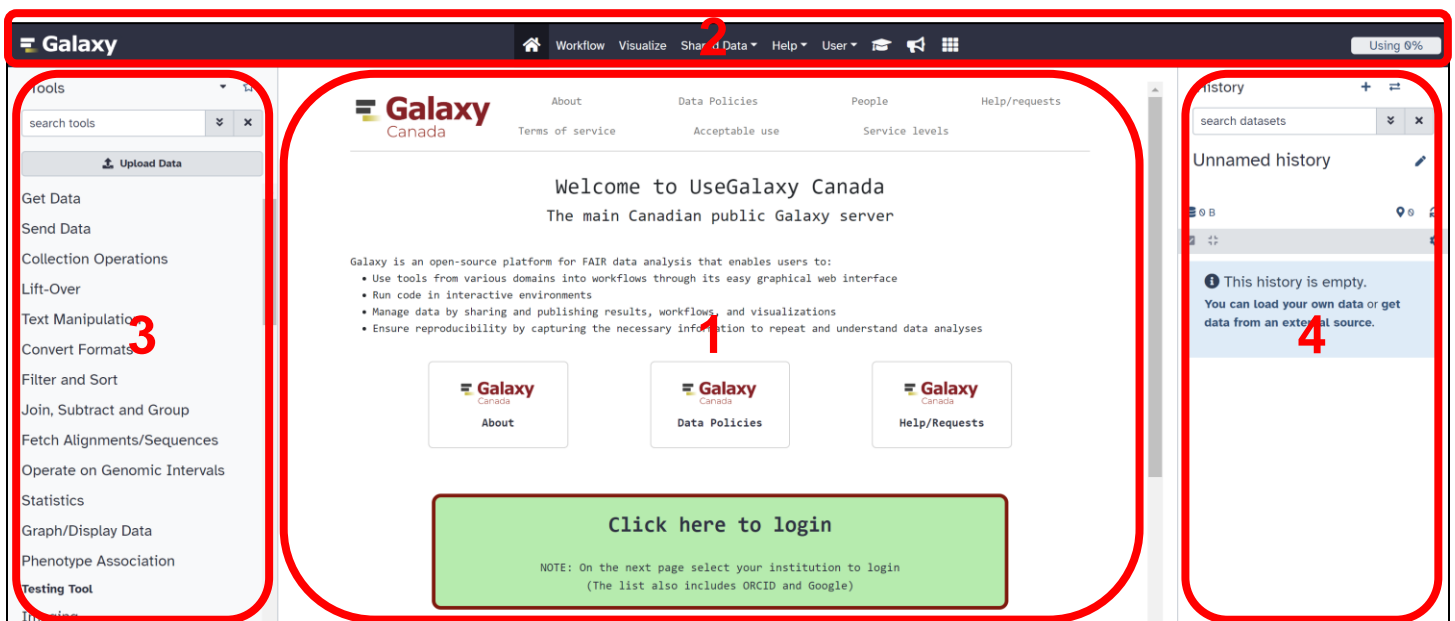 Galaxy
Workflow Visualize Shared Data Help User
Using 0%
2
Tools
search tools
Upload Data
Get Data
Send Data
Collection Operations
Lift-Over
Text Manipulation
Convert Formats
Filter and Sort
Join, Subtract and Group
Fetch Alignments/Sequences
Operate on Genomic Intervals
Statistics
Graph/Display Data
Phenotype Association
Testing Tool
Imaging
3
Galaxy
Canada
About Data Policies People Help/requests
Terms of service Acceptable use Service levels
Welcome to UseGalaxy Canada
The main Canadian public Galaxy server
Galaxy is an open-source platform for FAIR data analysis that enables users to:
• Use tools from various domains into workflows through its easy graphical web interface
• Run code in interactive environments
• Manage data by sharing and publishing results, workflows, and visualizations
• Ensure reproducibility by capturing the necessary information to repeat and understand data analyses
1
Galaxy
Canada
About
Galaxy
Canada
Data Policies
Galaxy
Canada
Help/Requests
Click here to login
NOTE: On the next page select your institution to login
(The list also includes ORCID and Google)
History
search datasets
Unnamed history
0 B
0
This history is empty.
You can load your own data or get
data from an external source.
4